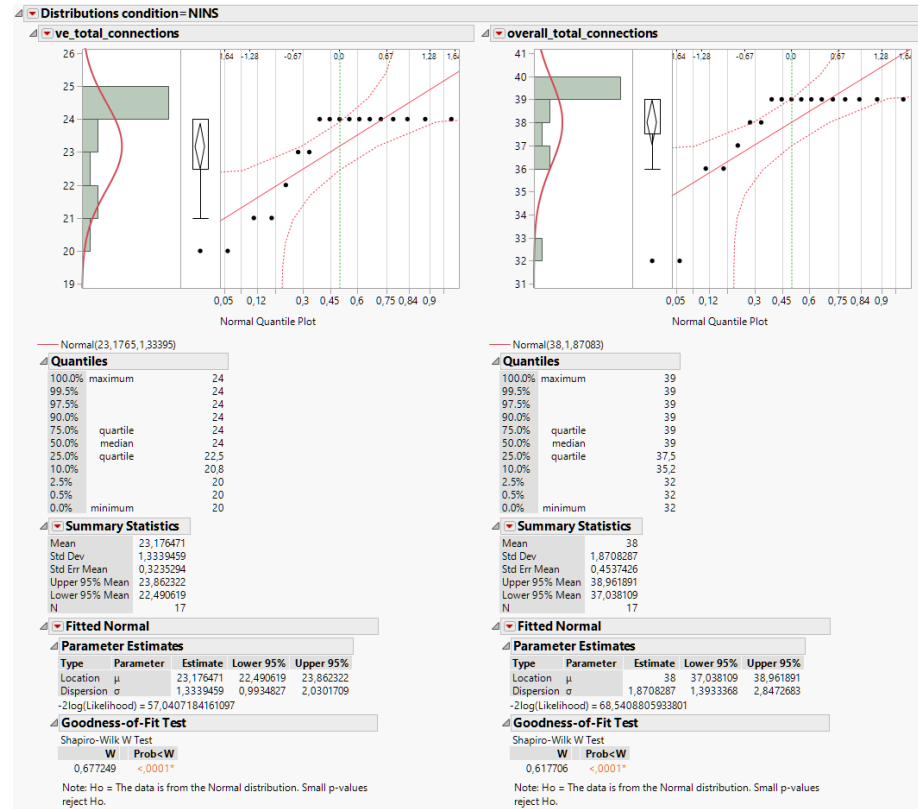 Distributions condition=NINS
ve_total_connections
26
25
24
23
22
21
20
19
1,64 -1,28 -0,67 0,0 0,67 1,28 1,64
0,05 0,12 0,3 0,45 0,6 0,75 0,84 0,9
Normal Quantile Plot
Normal(23,1765,1,33395)
Quantiles
100.0% maximum 24
99.5% 24
97.5% 24
90.0% 24
75.0% quartile 24
50.0% median 24
25.0% quartile 22,5
10.0% 20,8
2.5% 20
0.5% 20
0.0% minimum 20
Summary Statistics
Mean 23,176471
Std Dev 1,3339459
Std Err Mean 0,3235294
Upper 95% Mean 23,862322
Lower 95% Mean 22,490619
N 17
Fitted Normal
Parameter Estimates
Type Parameter Estimate Lower 95% Upper 95%
Location μ 23,176471 22,490619 23,862322
Dispersion σ 1,3339459 0,9934827 2,0301709
-2log(Likelihood) = 57,0407184161097
Goodness-of-Fit Test
Shapiro-Wilk W Test
W Prob<W
0,677249 <,0001*
Note: Ho = The data is from the Normal distribution. Small p-values
reject Ho.
overall_total_connections
41
40
39
38
37
36
35
34
33
32
31
1,64 -1,28 -0,67 0,0 0,67 1,28 1,64
0,05 0,12 0,3 0,45 0,6 0,75 0,84 0,9
Normal Quantile Plot
Normal(38,1,87083)
Quantiles
100.0% maximum 39
99.5% 39
97.5% 39
90.0% 39
75.0% quartile 39
50.0% median 39
25.0% quartile 37,5
10.0% 35,2
2.5% 32
0.5% 32
0.0% minimum 32
Summary Statistics
Mean 38
Std Dev 1,8708287
Std Err Mean 0,4537426
Upper 95% Mean 38,961891
Lower 95% Mean 37,038109
N 17
Fitted Normal
Parameter Estimates
Type Parameter Estimate Lower 95% Upper 95%
Location μ 38 37,038109 38,961891
Dispersion σ 1,8708287 1,3933368 2,8472683
-2log(Likelihood) = 68,5408805933801
Goodness-of-Fit Test
Shapiro-Wilk W Test
W Prob<W
0,617706 <,0001*
Note: Ho = The data is from the Normal distribution. Small p-values
reject Ho.